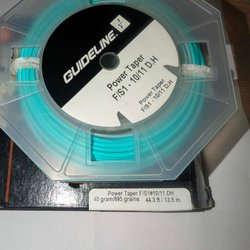 GUIDELINE
Power Taper
F/S1 - 10/11 D.H
Power Taper
F/S1 - 10/11 D.H
Power Taper F/S1#10/11 DH
45 gram/695 grains 44.3 ft / 13.5 m